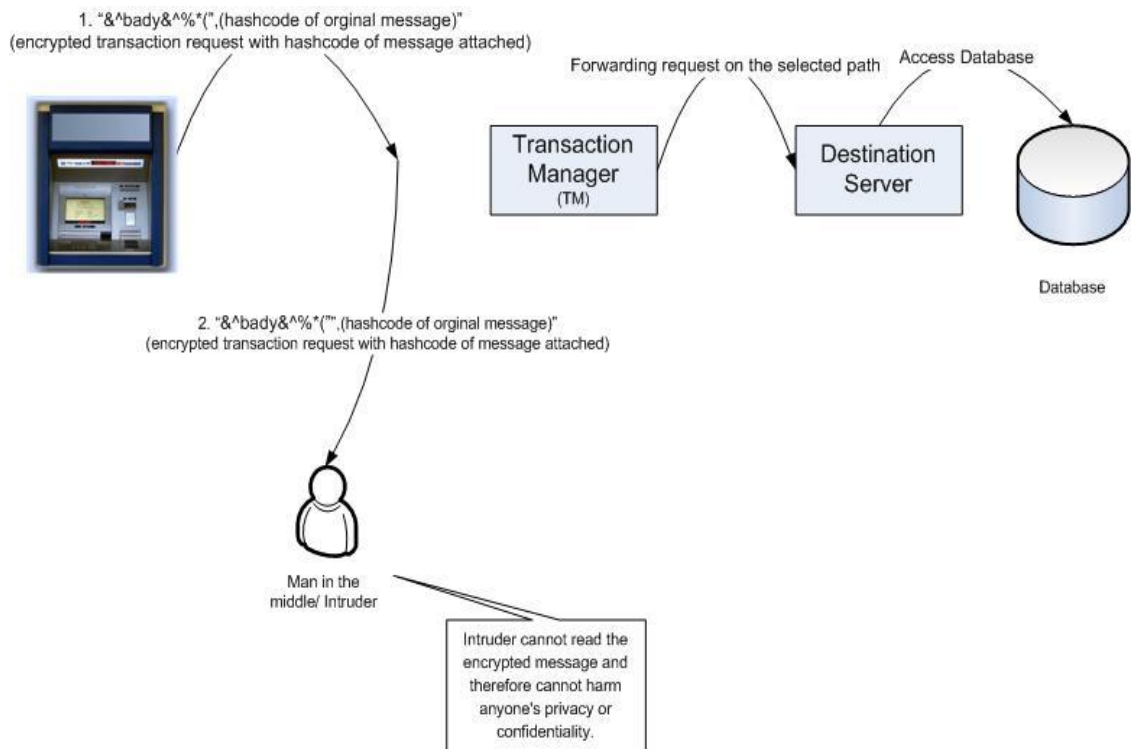 1. “&^bady&^%*(”,(hashcode of orginal message)”
(encrypted transaction request with hashcode of message attached)
Forwarding request on the selected path
Access Database
Transaction
Manager
(TM)
Destination
Server
Database
2. “&^bady&^%*(””,(hashcode of orginal message)”
(encrypted transaction request with hashcode of message attached)
Man in the
middle/ Intruder
Intruder cannot read the
encrypted message and
therefore cannot harm
anyone's privacy or
confidentiality.